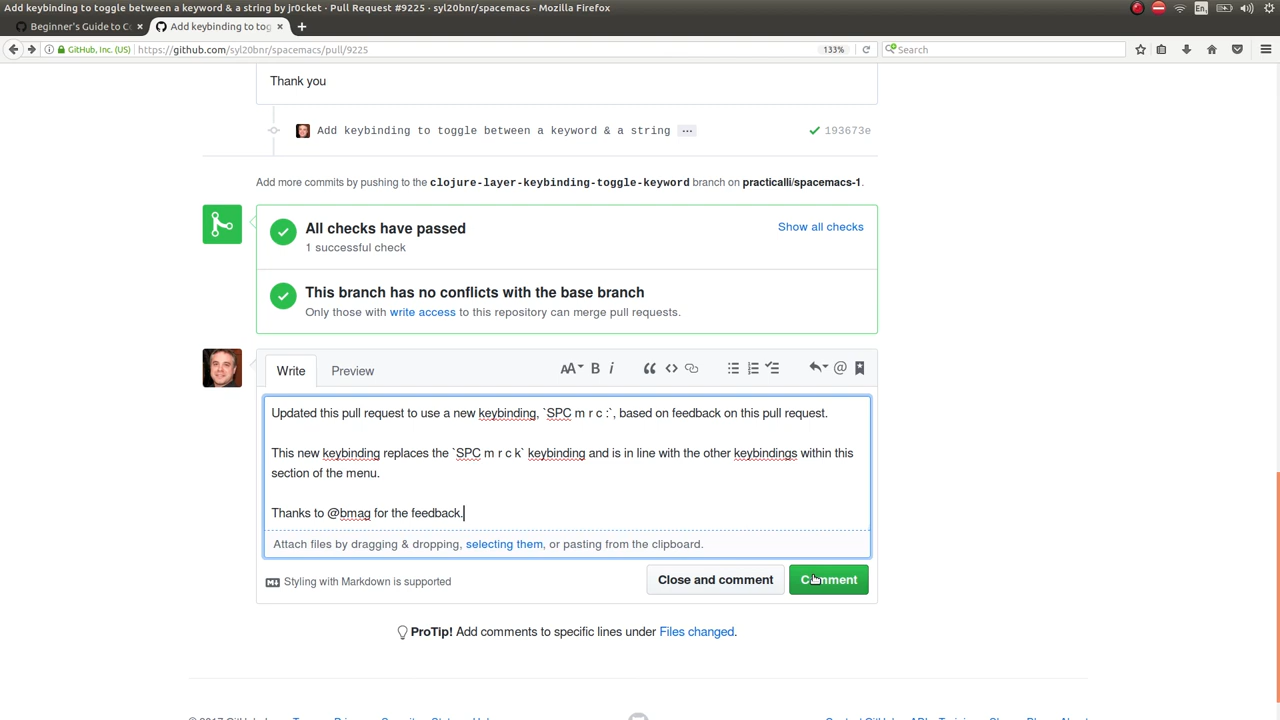 Add keybinding to toggle between a keyword & a string by jr0cket · Pull Request #9225 · syl20bnr/spacemacs - Mozilla Firefox
En
Beginner's Guide to C
Add keybinding to tog
GitHub, Inc. (US)
https://github.com/syl20bnr/spacemacs/pull/9225
133%
Search
Thank you
Add keybinding to toggle between a keyword & a string
193673e
Add more commits by pushing to the clojure-layer-keybinding-toggle-keyword branch on practicalli/spacemacs-1.
All checks have passed
Show all checks
1 successful check
This branch has no conflicts with the base branch
Only those with write access to this repository can merge pull requests.
Write
Preview
AA
B
i
Updated this pull request to use a new keybinding, `SPC m r c :`, based on feedback on this pull request.
This new keybinding replaces the `SPC m r c k` keybinding and is in line with the other keybindings within this
section of the menu.
Thanks to @bmag for the feedback.
Attach files by dragging & dropping, selecting them, or pasting from the clipboard.
Styling with Markdown is supported
Close and comment
Comment
ProTip! Add comments to specific lines under Files changed.